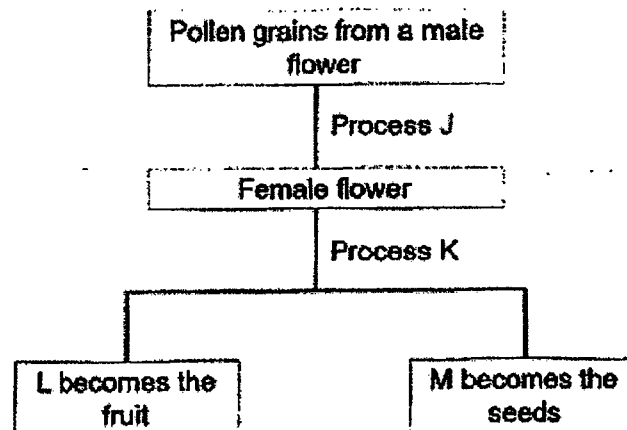 Pollen grains from a male
flower
Process J
Female flower
Process K
L becomes the
fruit
M becomes the
seeds